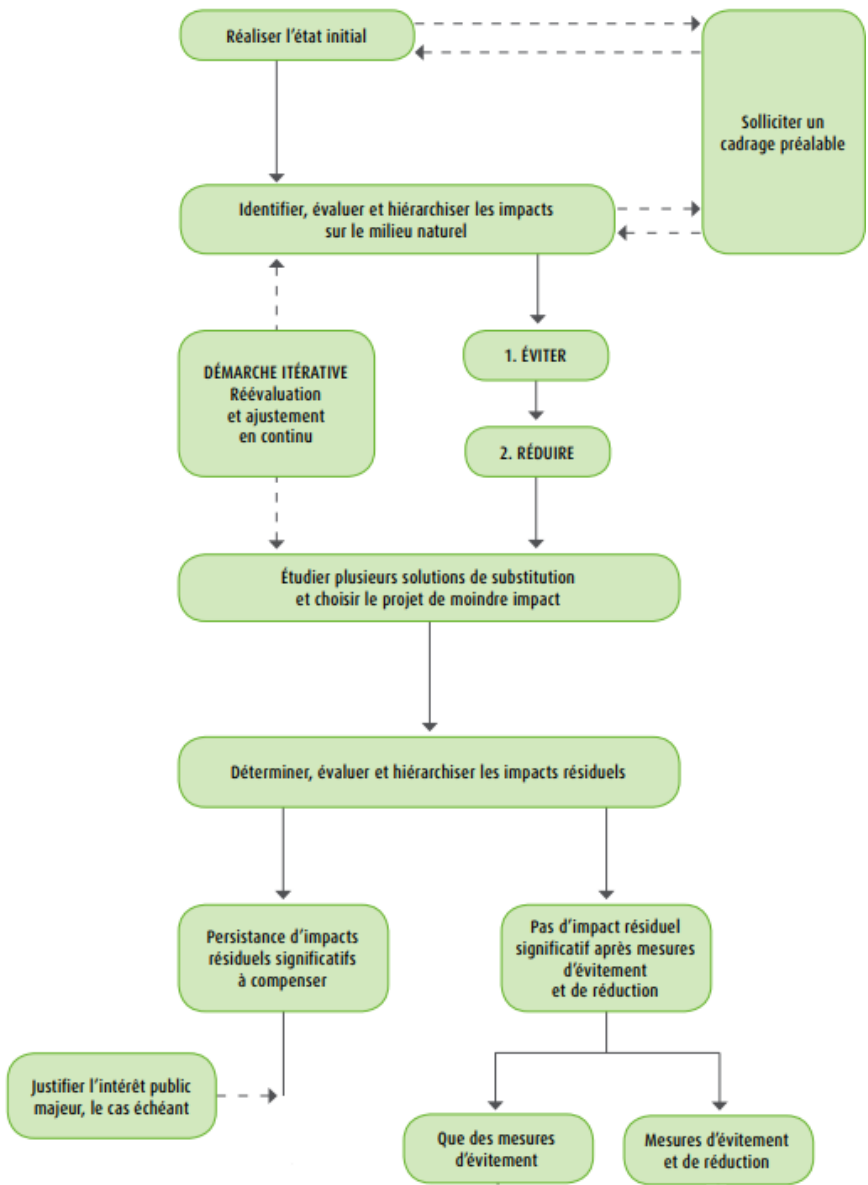 Réaliser l’état initial
Solliciter un
cadrage préalable
Identifier, évaluer et hiérarchiser les impacts
sur le milieu naturel
DÉMARCHE ITÉRATIVE
Réévaluation
et ajustement
en continu
1. ÉVITER
2. RÉDUIRE
Étudier plusieurs solutions de substitution
et choisir le projet de moindre impact
Déterminer, évaluer et hiérarchiser les impacts résiduels
Persistance d’impacts
résiduels significatifs
à compenser
Pas d’impact résiduel
significatif après mesures
d’évitement
et de réduction
Justifier l’intérêt public
majeur, le cas échéant
Que des mesures
d’évitement
Mesures d’évitement
et de réduction